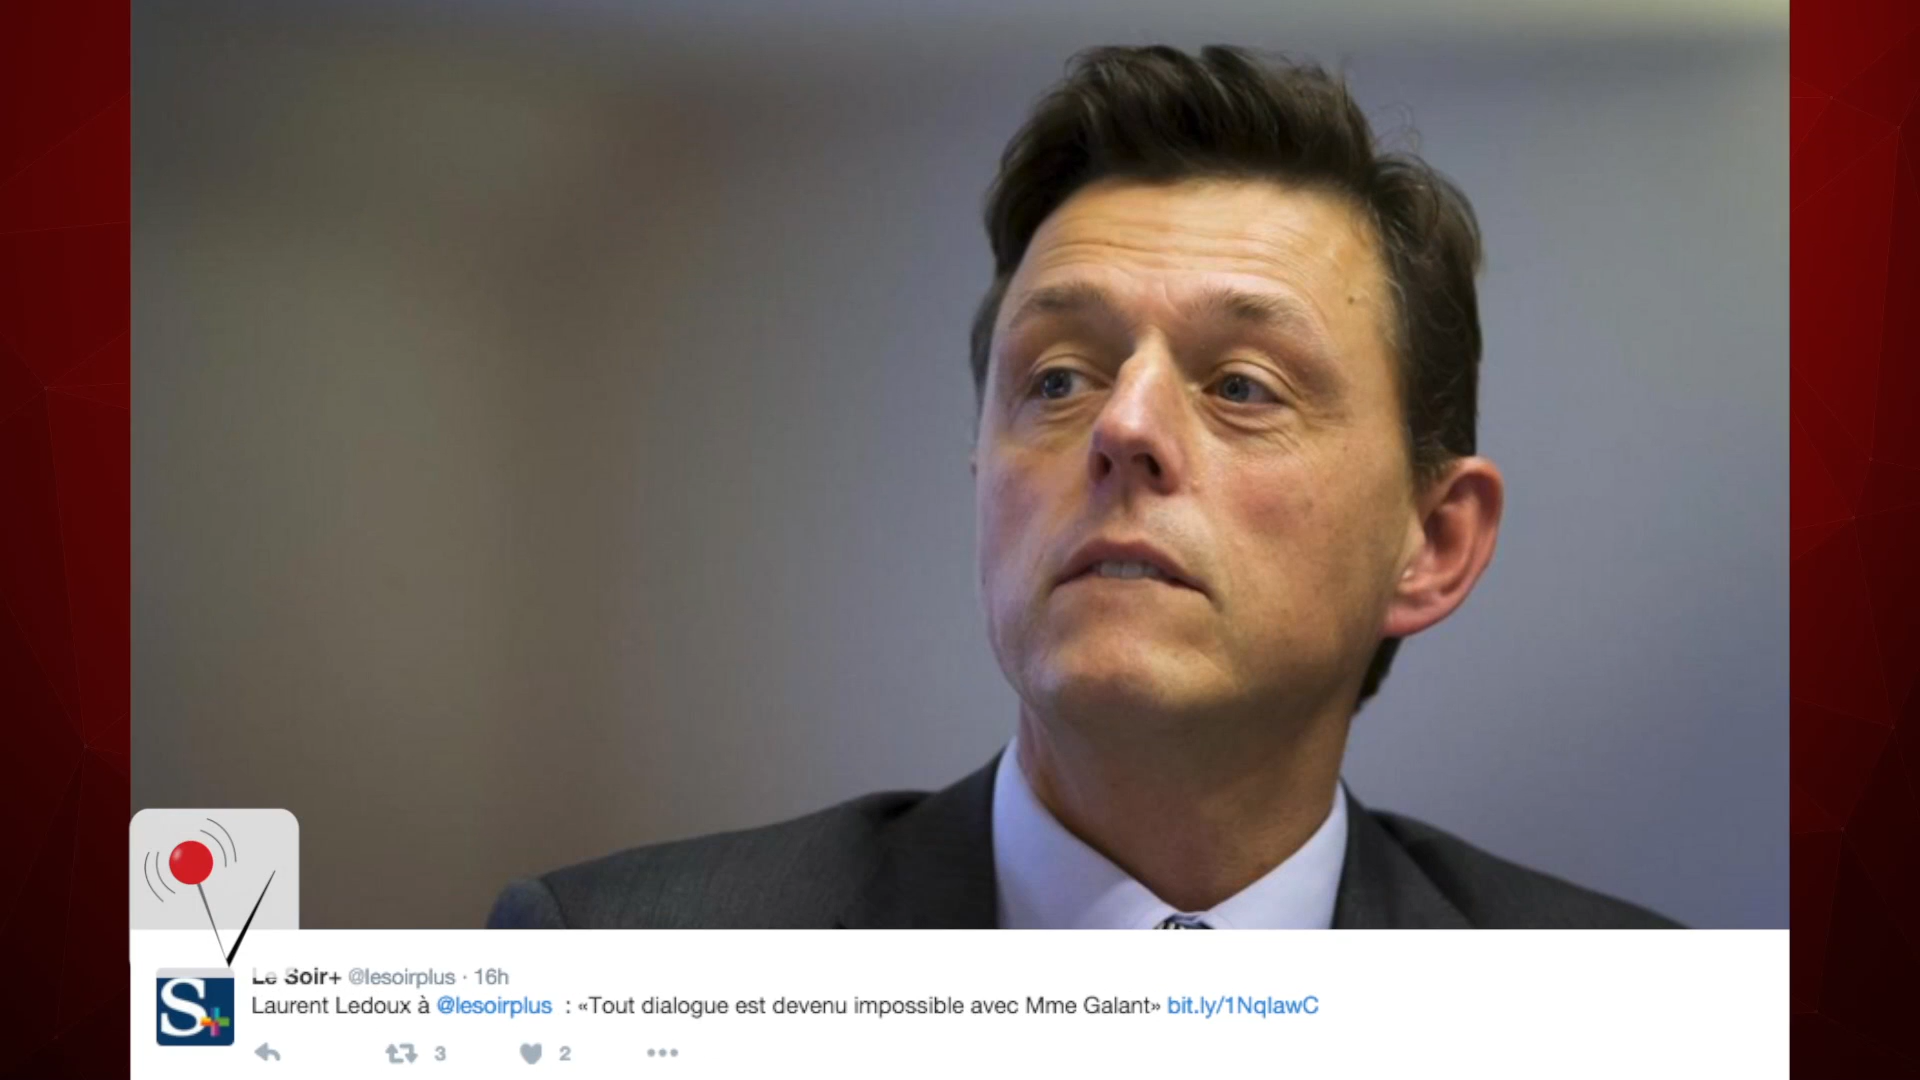 Le Soir+ @lesoirplus · 16h
Laurent Ledoux à @lesoirplus : «Tout dialogue est devenu impossible avec Mme Galant» bit.ly/1NqIawC
3 2
S+